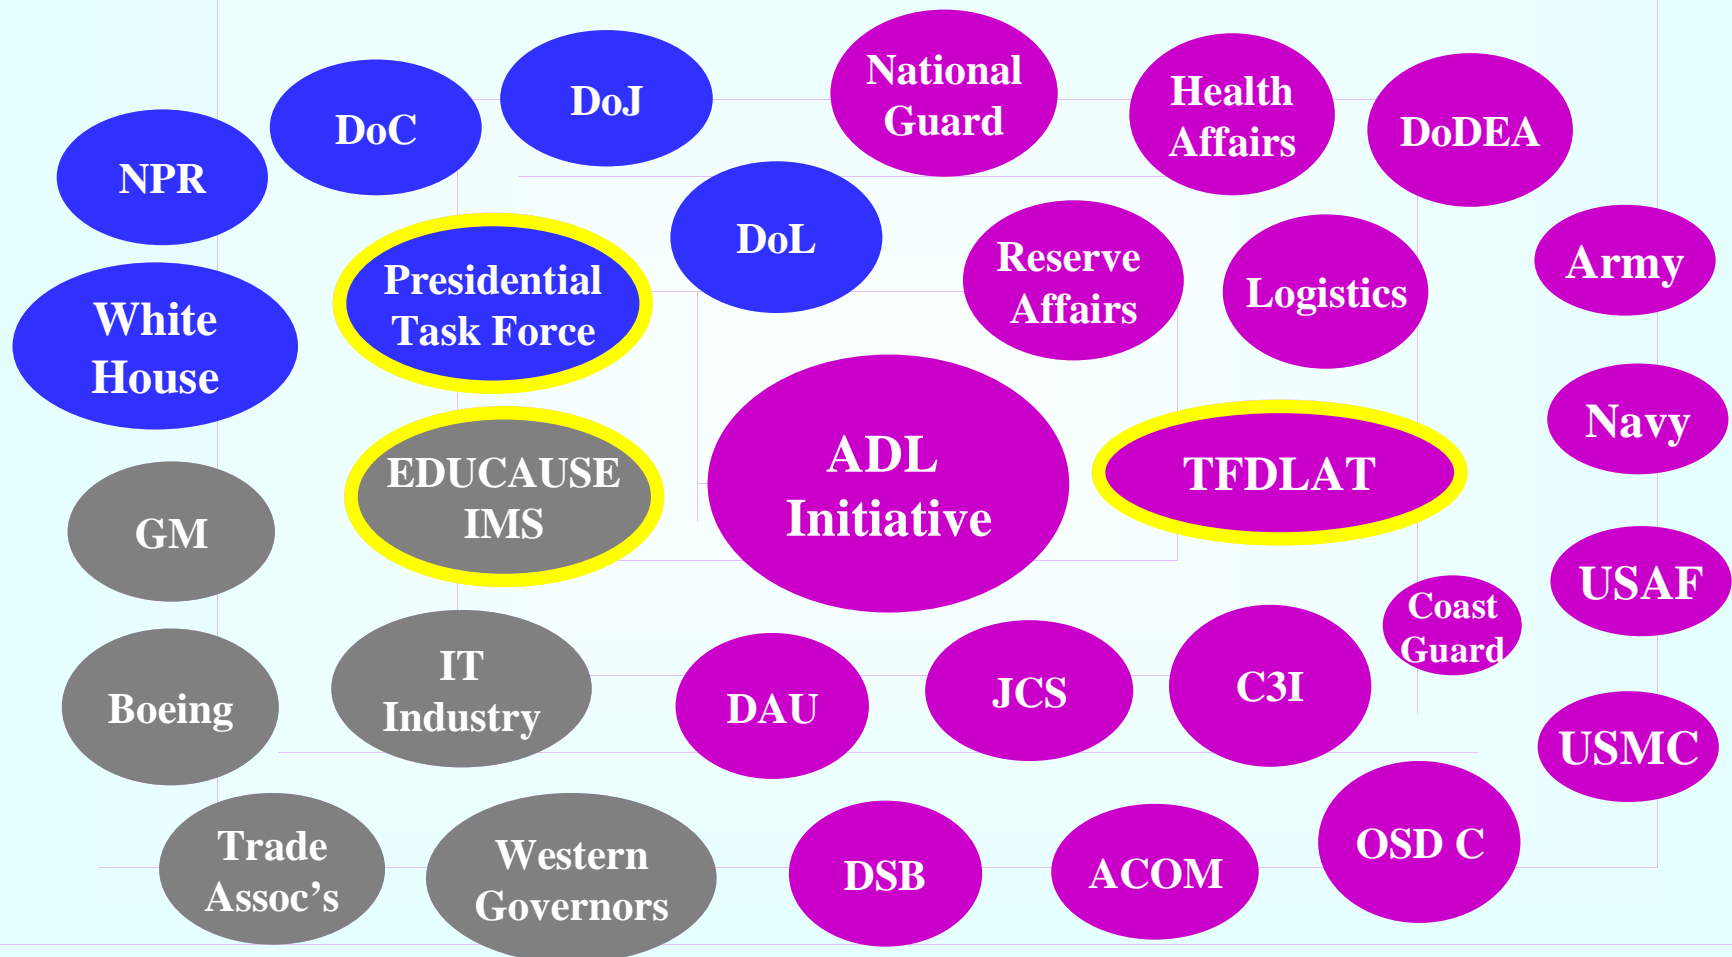 National
Guard
DoJ
Health
Affairs
DoC
DoDEA
NPR
DoL
Reserve
Affairs
Army
Presidential
Task Force
Logistics
White
House
Navy
ADL
Initiative
EDUCAUSE
IMS
TFDLAT
GM
USAF
Coast
Guard
IT
Industry
Boeing
DAU
JCS
C3I
USMC
Trade
Assoc’s
Western
Governors
DSB
ACOM
OSD C